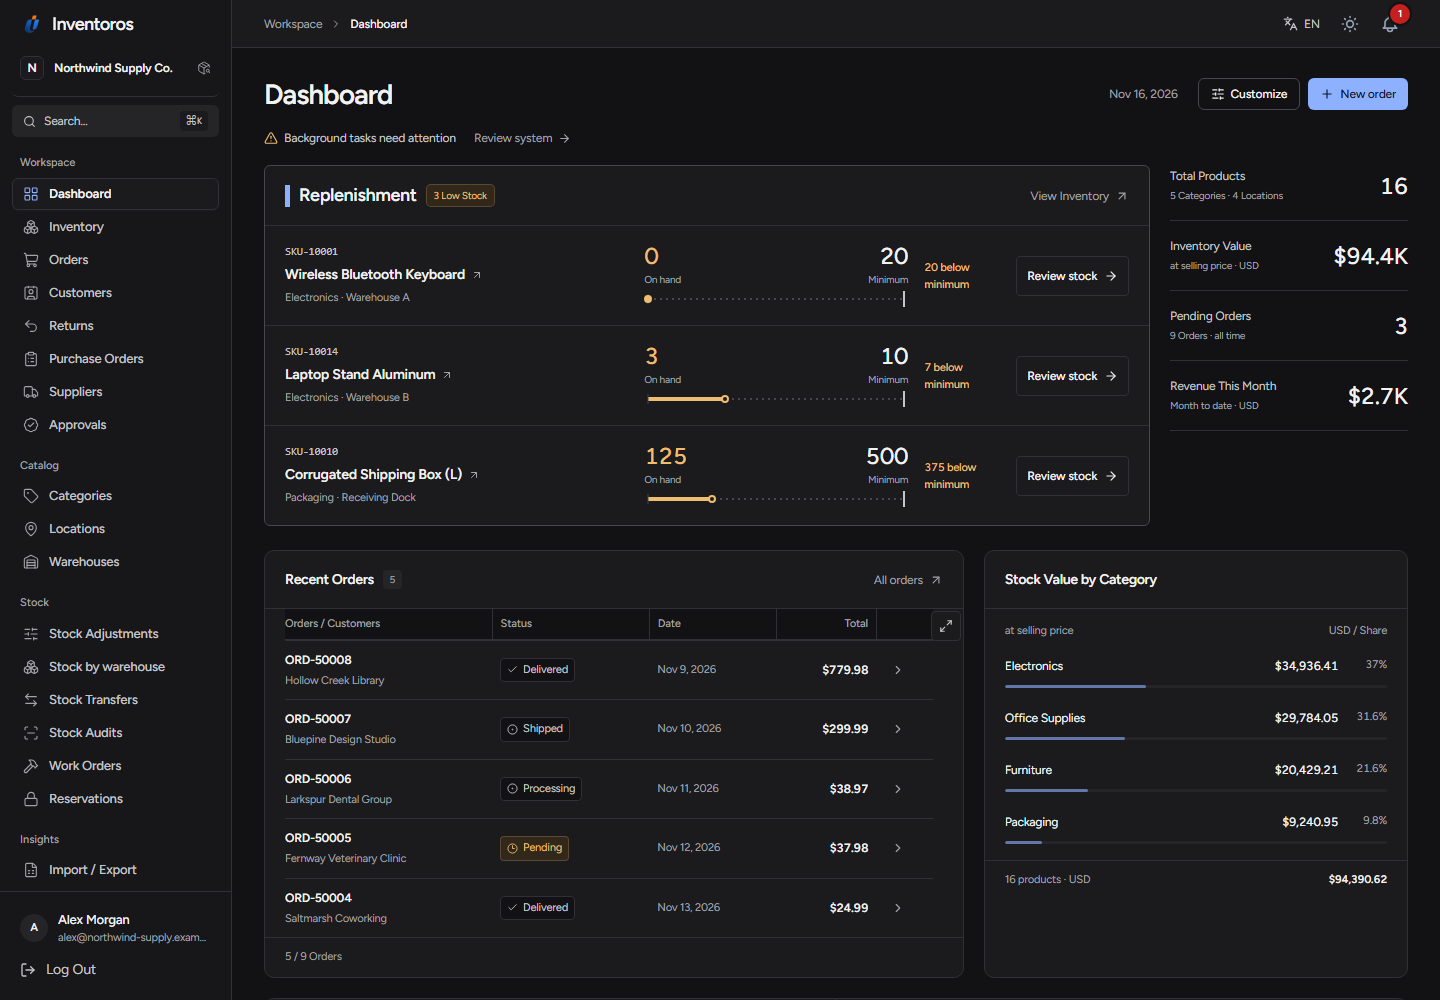 Inventoros
N Northwind Supply Co.
Search... ⌘K
Workspace
Dashboard
Inventory
Orders
Customers
Returns
Purchase Orders
Suppliers
Approvals
Catalog
Categories
Locations
Warehouses
Stock
Stock Adjustments
Stock by warehouse
Stock Transfers
Stock Audits
Work Orders
Reservations
Insights
Import / Export
A Alex Morgan
alex@northwind-supply.exam...
Log Out
Workspace Dashboard
EN 1
Dashboard
Nov 16, 2026 Customize New order
Background tasks need attention Review system
Replenishment 3 Low Stock View Inventory
SKU-10001
Wireless Bluetooth Keyboard
Electronics · Warehouse A
0 On hand
20 Minimum
20 below minimum
Review stock
SKU-10014
Laptop Stand Aluminum
Electronics · Warehouse B
3 On hand
10 Minimum
7 below minimum
Review stock
SKU-10010
Corrugated Shipping Box (L)
Packaging · Receiving Dock
125 On hand
500 Minimum
375 below minimum
Review stock
Total Products
5 Categories · 4 Locations
16
Inventory Value
at selling price · USD
$94.4K
Pending Orders
9 Orders · all time
3
Revenue This Month
Month to date · USD
$2.7K
Recent Orders 5 All orders
Orders / Customers Status Date Total
ORD-50008 Delivered Nov 9, 2026 $779.98
Hollow Creek Library
ORD-50007 Shipped Nov 10, 2026 $299.99
Bluepine Design Studio
ORD-50006 Processing Nov 11, 2026 $38.97
Larkspur Dental Group
ORD-50005 Pending Nov 12, 2026 $37.98
Fernway Veterinary Clinic
ORD-50004 Delivered Nov 13, 2026 $24.99
Saltmarsh Coworking
5 / 9 Orders
Stock Value by Category
at selling price USD / Share
Electronics $34,936.41 37%
Office Supplies $29,784.05 31.6%
Furniture $20,429.21 21.6%
Packaging $9,240.95 9.8%
16 products · USD $94,390.62